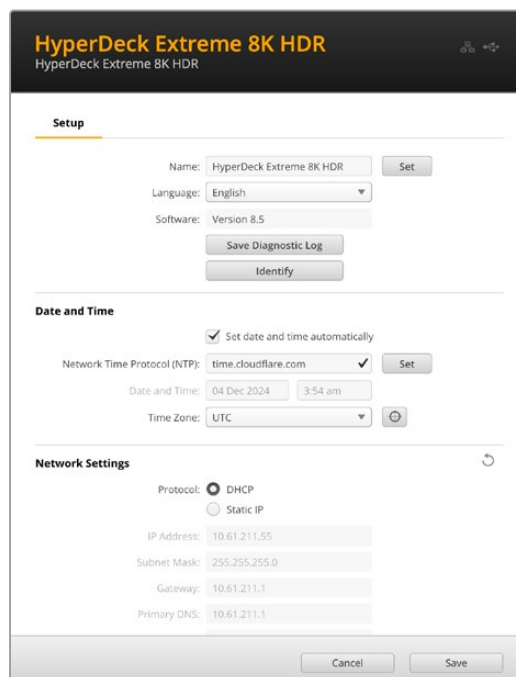 HyperDeck Extreme 8K HDR
HyperDeck Extreme 8K HDR
Setup
Name: HyperDeck Extreme 8K HDR Set
Language: English
Software: Version 8.5
Save Diagnostic Log
Identify
Date and Time
Set date and time automatically
Network Time Protocol (NTP): time.cloudflare.com Set
Date and Time: 04 Dec 2024 3:54 am
Time Zone: UTC
Network Settings
Protocol: DHCP
Static IP
IP Address: 10.61.211.55
Subnet Mask: 255.255.255.0
Gateway: 10.61.211.1
Primary DNS: 10.61.211.1
Cancel Save